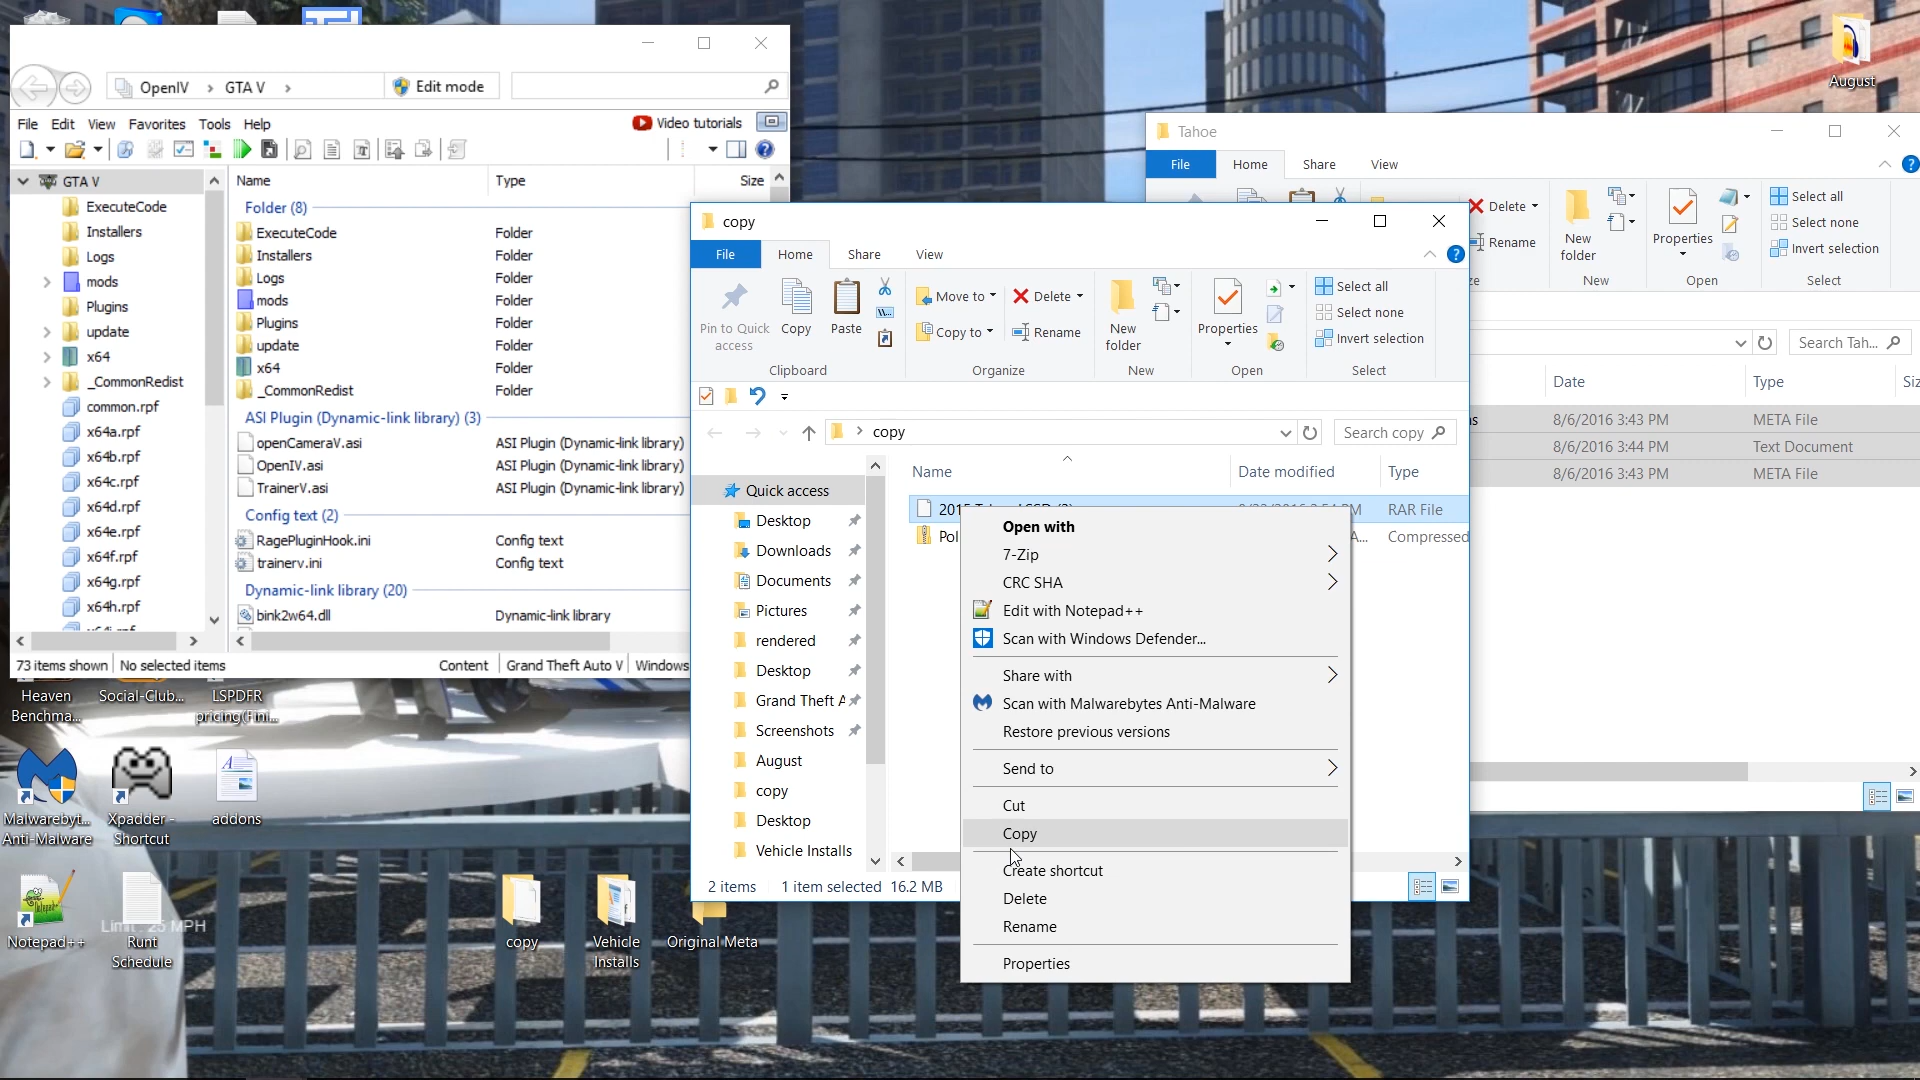 August
OpenIV > GTA V >
Edit mode
File Edit View Favorites Tools Help
Video tutorials
GTA V
ExecuteCode
Installers
Logs
mods
Plugins
update
x64
_CommonRedist
common.rpf
x64a.rpf
x64b.rpf
x64c.rpf
x64d.rpf
x64e.rpf
x64f.rpf
x64g.rpf
x64h.rpf
Name Type Size
Folder (8)
ExecuteCode Folder
Installers Folder
Logs Folder
mods Folder
Plugins Folder
update Folder
x64 Folder
_CommonRedist Folder
ASI Plugin (Dynamic-link library) (3)
openCameraV.asi ASI Plugin (Dynamic-link library)
OpenIV.asi ASI Plugin (Dynamic-link library)
TrainerV.asi ASI Plugin (Dynamic-link library)
Config text (2)
RagePluginHook.ini Config text
trainerv.ini Config text
Dynamic-link library (20)
bink2w64.dll Dynamic-link library
73 items shown No selected items Content Grand Theft Auto V Windows
Tahoe
File Home Share View
Delete
Rename
New folder
Properties
Select all
Select none
Invert selection
New Open Select
Search Tah...
Date Type
8/6/2016 3:43 PM META File
8/6/2016 3:44 PM Text Document
8/6/2016 3:43 PM META File
copy
File Home Share View
Pin to Quick access
Copy
Paste
Move to
Copy to
Delete
Rename
New folder
Properties
Select all
Select none
Invert selection
Clipboard Organize New Open Select
> copy
Search copy
Name Date modified Type
RAR File
Pol
Compressed
Quick access
Desktop
Downloads
Documents
Pictures
rendered
Desktop
Grand Theft A
Screenshots
August
copy
Desktop
Vehicle Installs
2 items 1 item selected 16.2 MB
Open with
7-Zip
CRC SHA
Edit with Notepad++
Scan with Windows Defender...
Share with
Scan with Malwarebytes Anti-Malware
Restore previous versions
Send to
Cut
Copy
Create shortcut
Delete
Rename
Properties
Heaven Benchma...
Social-Club...
LSPDFR pricing(Fini...
Malwarebyt... Anti-Malware
Xpadder - Shortcut
addons
Notepad++
Limit : 25 MPH
Runt Schedule
copy
Vehicle Installs
Original Meta